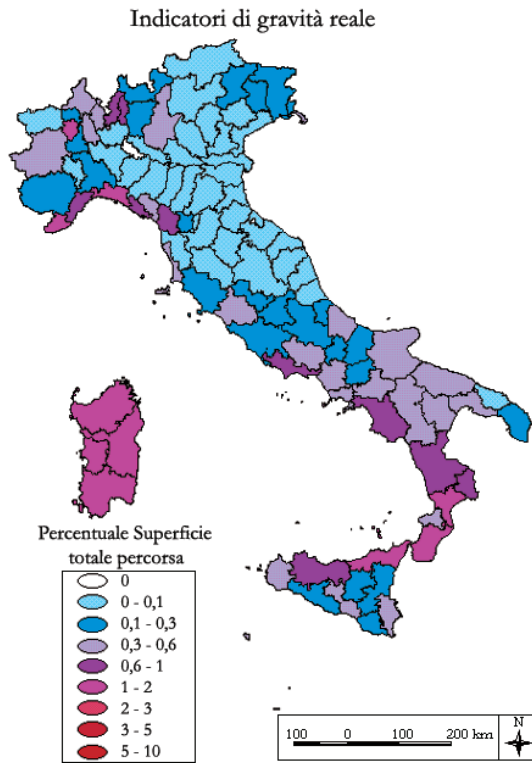 Indicatori di gravità reale
Percentuale Superficie
totale percorsa
0
0 - 0,1
0,1 - 0,3
0,3 - 0,6
0,6 - 1
1 - 2
2 - 3
3 - 5
5 - 10
100 0 100 200 km
N